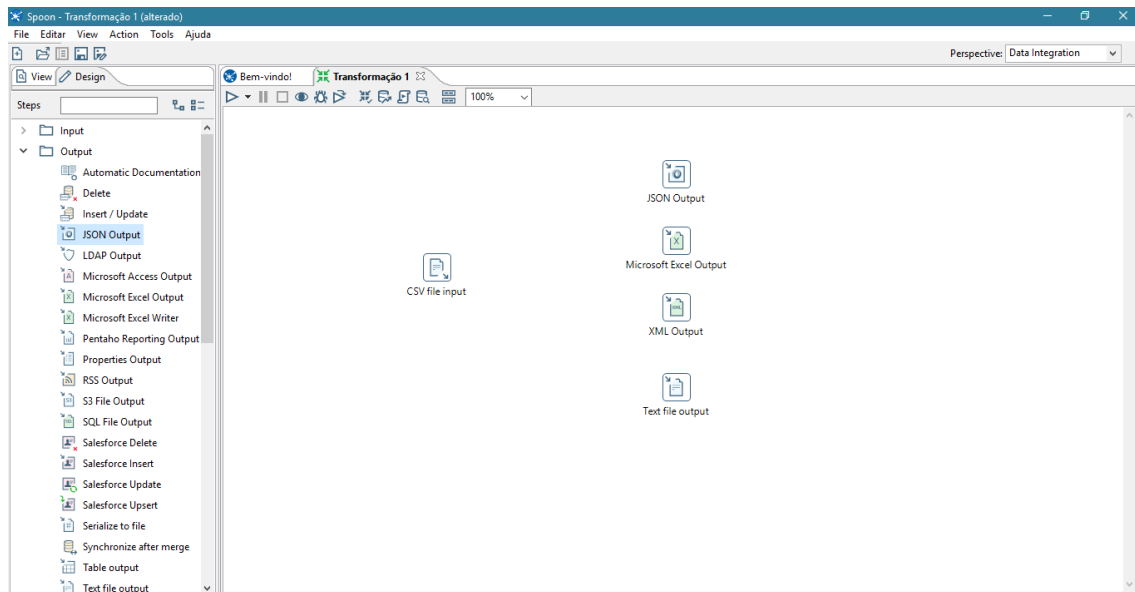 Spoon - Transformação 1 (alterado)
File Editar View Action Tools Ajuda
Perspective: Data Integration
View Design
Bem-vindo! Transformação 1
Steps
100%
Input
Output
Automatic Documentation
Delete
Insert / Update
JSON Output
LDAP Output
Microsoft Access Output
Microsoft Excel Output
Microsoft Excel Writer
Pentaho Reporting Output
Properties Output
RSS Output
S3 File Output
SQL File Output
Salesforce Delete
Salesforce Insert
Salesforce Update
Salesforce Upsert
Serialize to file
Synchronize after merge
Table output
Text file output
CSV file input
JSON Output
Microsoft Excel Output
XML Output
Text file output